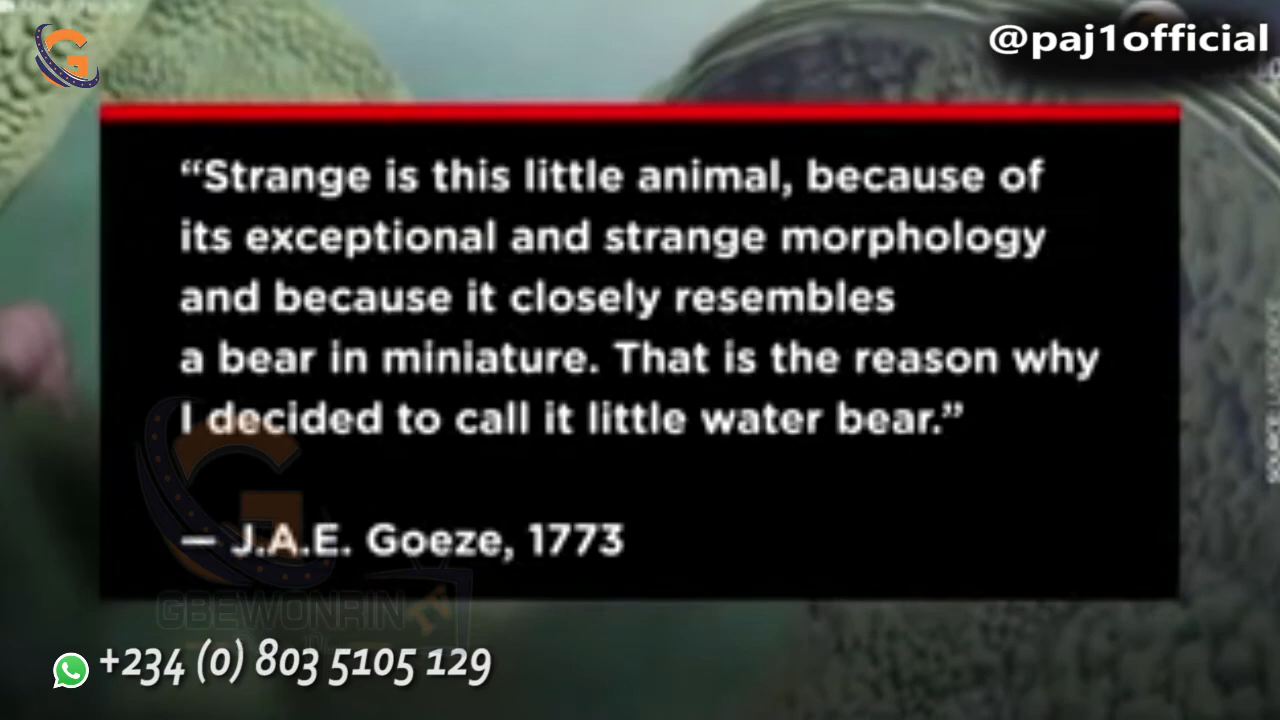 @paj1official
“Strange is this little animal, because of
its exceptional and strange morphology
and because it closely resembles
a bear in miniature. That is the reason why
I decided to call it little water bear.”
— J.A.E. Goeze, 1773
GBEWONRIN
TV
+234 (0) 803 5105 129